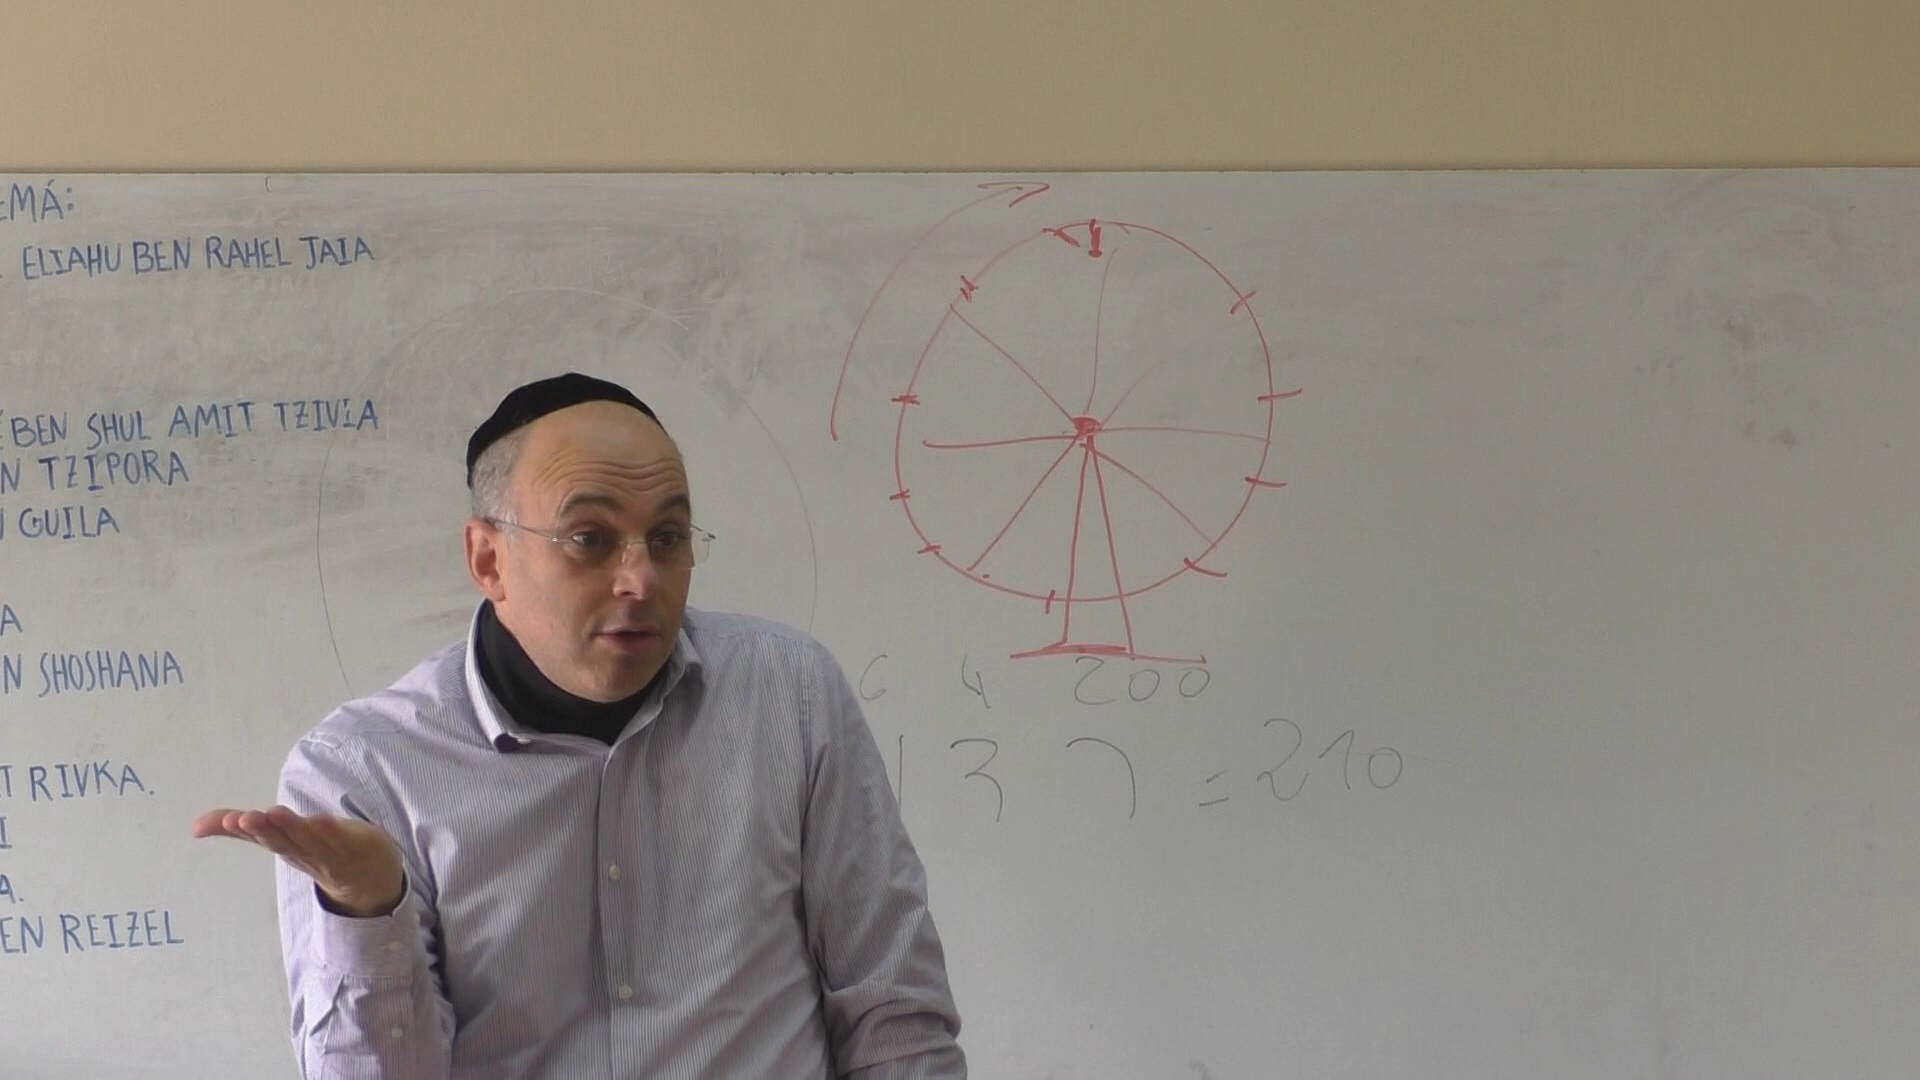 EMÁ:
ELIAHU BEN RAHEL JAIA
BEN SHUL AMIT TZIVIA
N TZIPORA
GUILA
A
N SHOSHANA
6 4 200
רדו = 210
T RIVKA.
I
A.
EN REIZEL